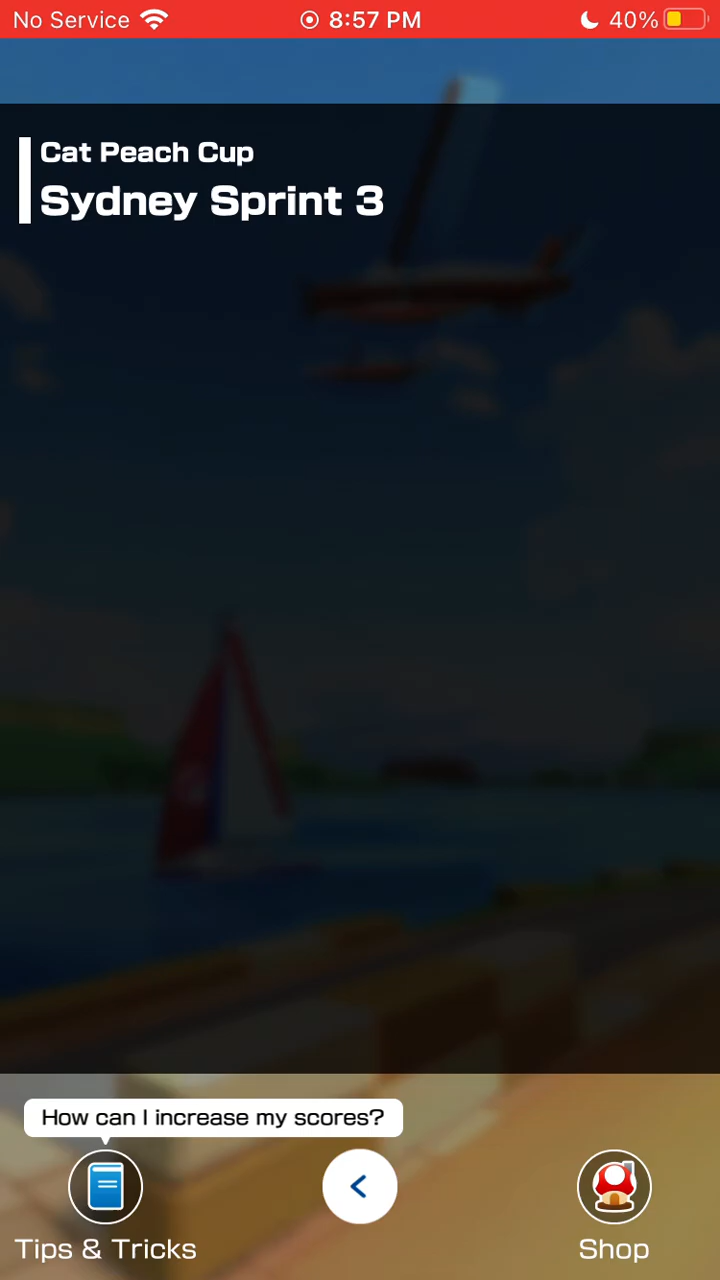 No Service 8:57 PM 40%
Cat Peach Cup
Sydney Sprint 3
How can I increase my scores?
Tips & Tricks Shop